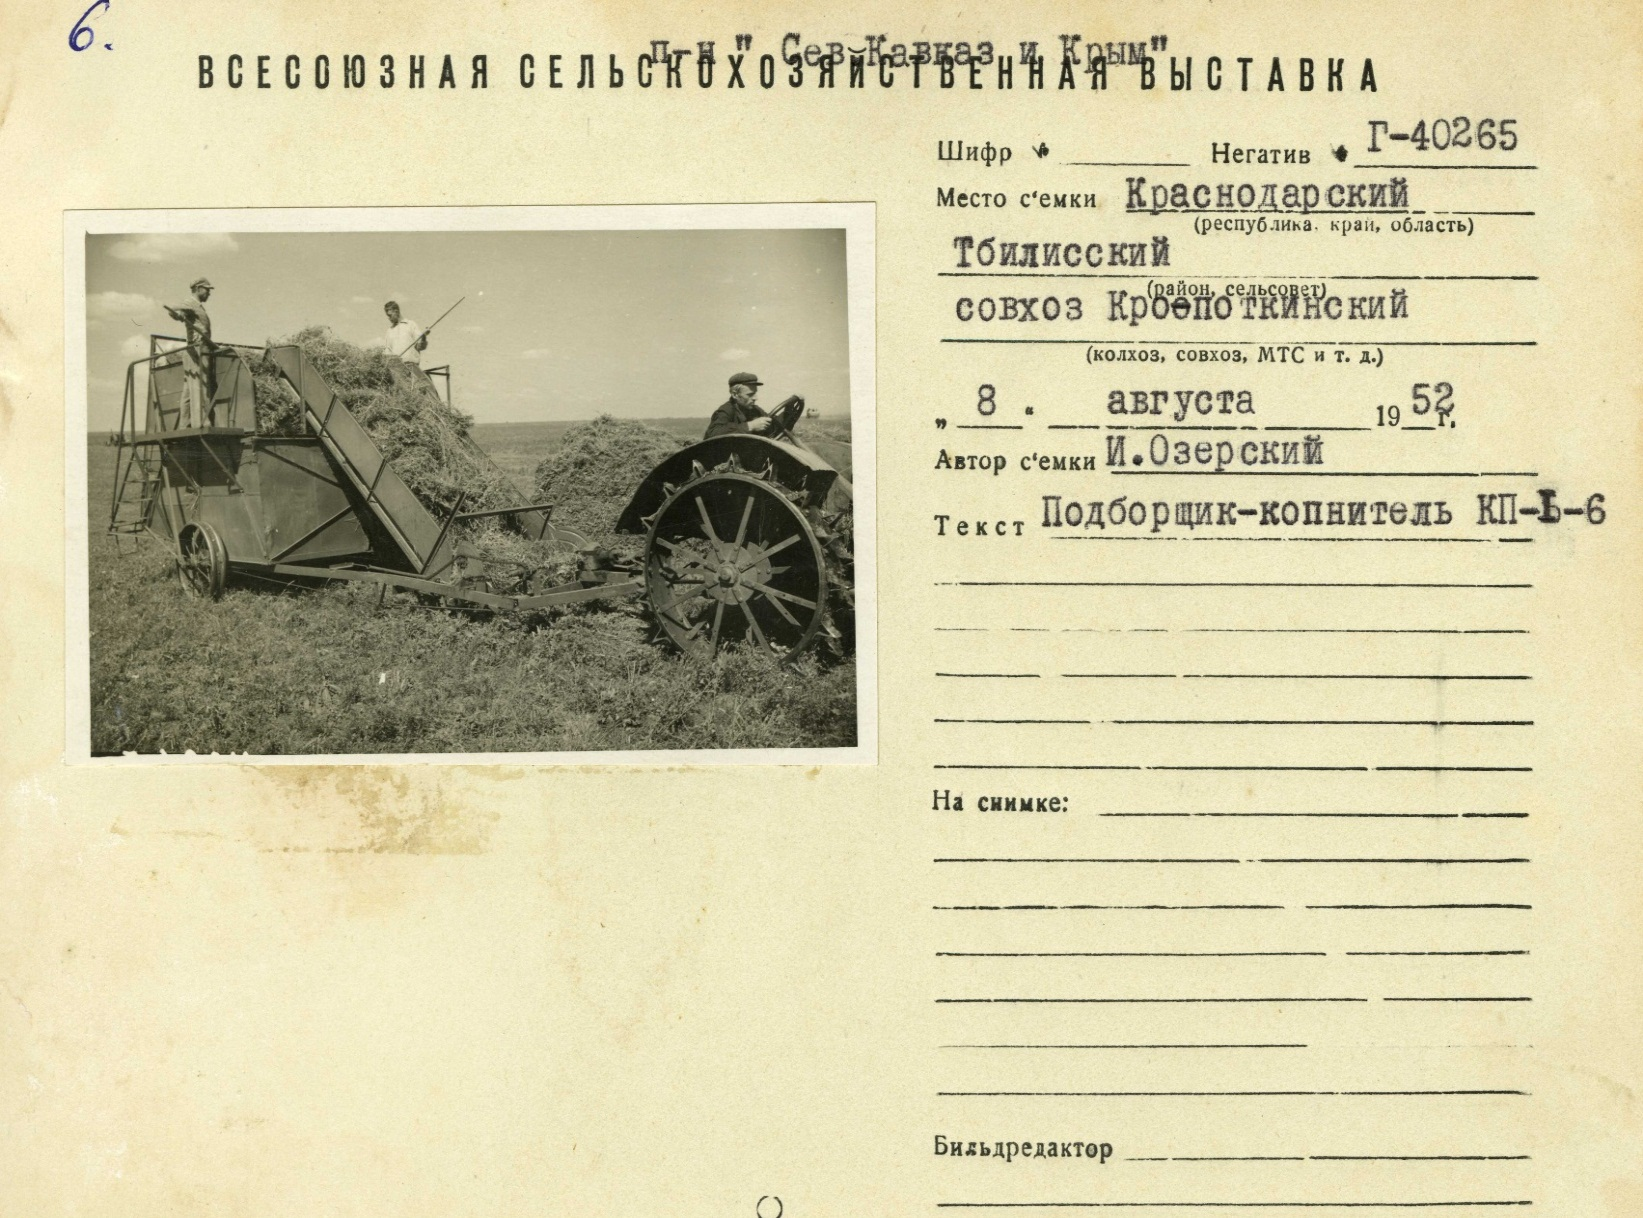 6.
п-н " Сев Кавказ и Крым"
ВСЕСОЮЗНАЯ СЕЛЬСКОХОЗЯЙСТВЕННАЯ ВЫСТАВКА
Шифр Негатив Г-40265
Место с'емки Краснодарский
(республика, край, область)
Тбилисский
(район, сельсовет)
совхоз Кропоткинский
(колхоз, совхоз, МТС и т. д.)
„ 8 " августа 1952 г.
Автор с'емки И.Озерский
Текст Подборщик-копнитель КП-I-6
На снимке:
Бильдредактор